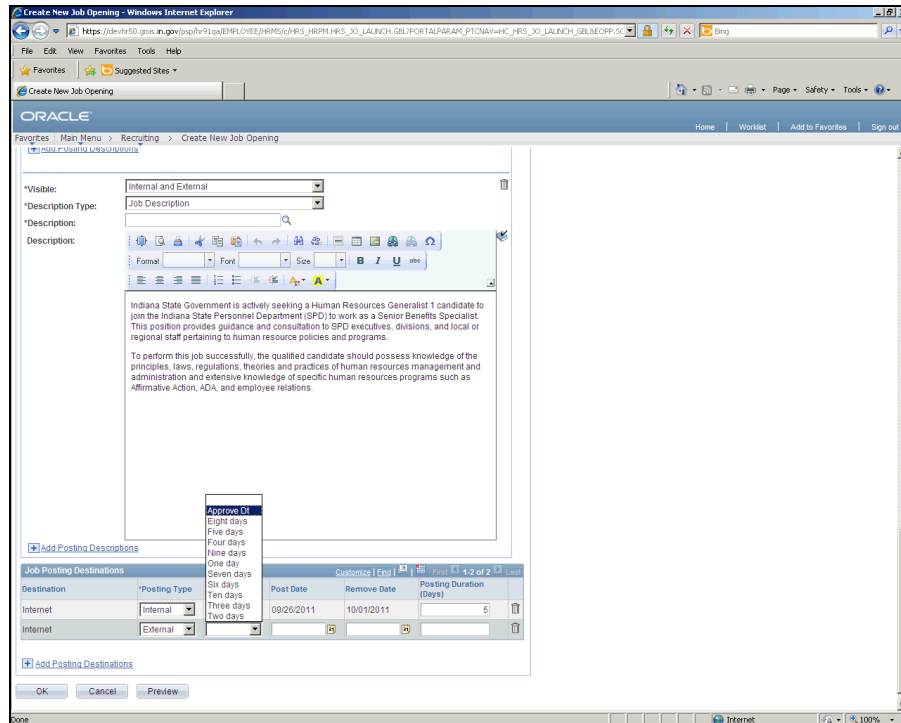 Create New Job Opening - Windows Internet Explorer
https://devhr50.gmis.in.gov/psp/hr91qa/EMPLOYEE/HRMS/c/HRS_HRPM.HRS_JO_LAUNCH.GBL?PORTALPARAM_PTCNAV=HC_HRS_JO_LAUNCH_GBL&EOPP.SC
Bing
File Edit View Favorites Tools Help
Favorites Suggested Sites
Create New Job Opening
Page Safety Tools
ORACLE
Home | Worklist | Add to Favorites | Sign out
Favorites Main Menu > Recruiting > Create New Job Opening
Add Posting Descriptions
*Visible: Internal and External
*Description Type: Job Description
*Description:
Description:
Format Font Size B I U abc
A A
Indiana State Government is actively seeking a Human Resources Generalist 1 candidate to
join the Indiana State Personnel Department (SPD) to work as a Senior Benefits Specialist.
This position provides guidance and consultation to SPD executives, divisions, and local or
regional staff pertaining to human resource policies and programs.
To perform this job successfully, the qualified candidate should possess knowledge of the
principles, laws, regulations, theories and practices of human resources management and
administration and extensive knowledge of specific human resources programs such as
Affirmative Action, ADA, and employee relations.
Approve Dt
Eight days
Five days
Four days
Nine days
One day
Seven days
Six days
Ten days
Three days
Two days
Add Posting Descriptions
Job Posting Destinations Customize | Find | First 1-2 of 2 Last
Destination *Posting Type Post Date Remove Date Posting Duration (Days)
Internet Internal 09/26/2011 10/01/2011 5
Internet External
Add Posting Destinations
OK Cancel Preview
Done Internet 100%